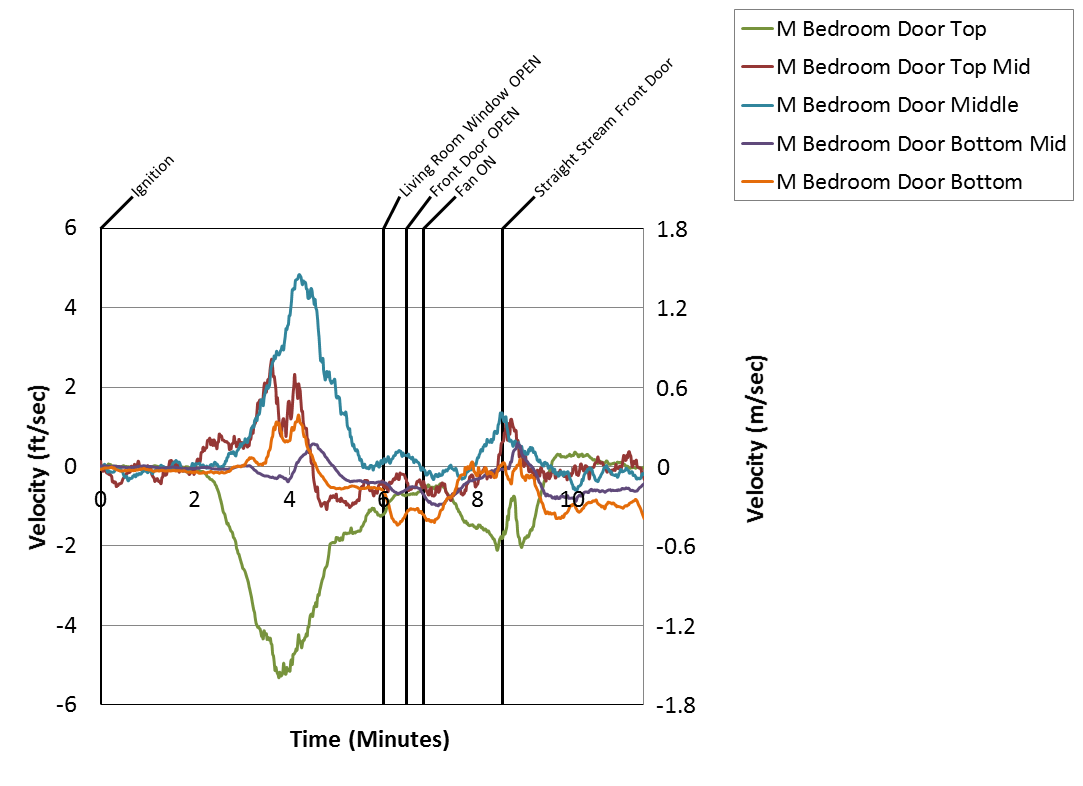 M Bedroom Door Top
M Bedroom Door Top Mid
M Bedroom Door Middle
M Bedroom Door Bottom Mid
M Bedroom Door Bottom
Ignition
Living Room Window OPEN
Front Door OPEN
Fan ON
Straight Stream Front Door
6
4
2
0
-2
-4
-6
Velocity (ft/sec)
1.8
1.2
0.6
0
-0.6
-1.2
-1.8
Velocity (m/sec)
0 2 4 6 8 10
Time (Minutes)